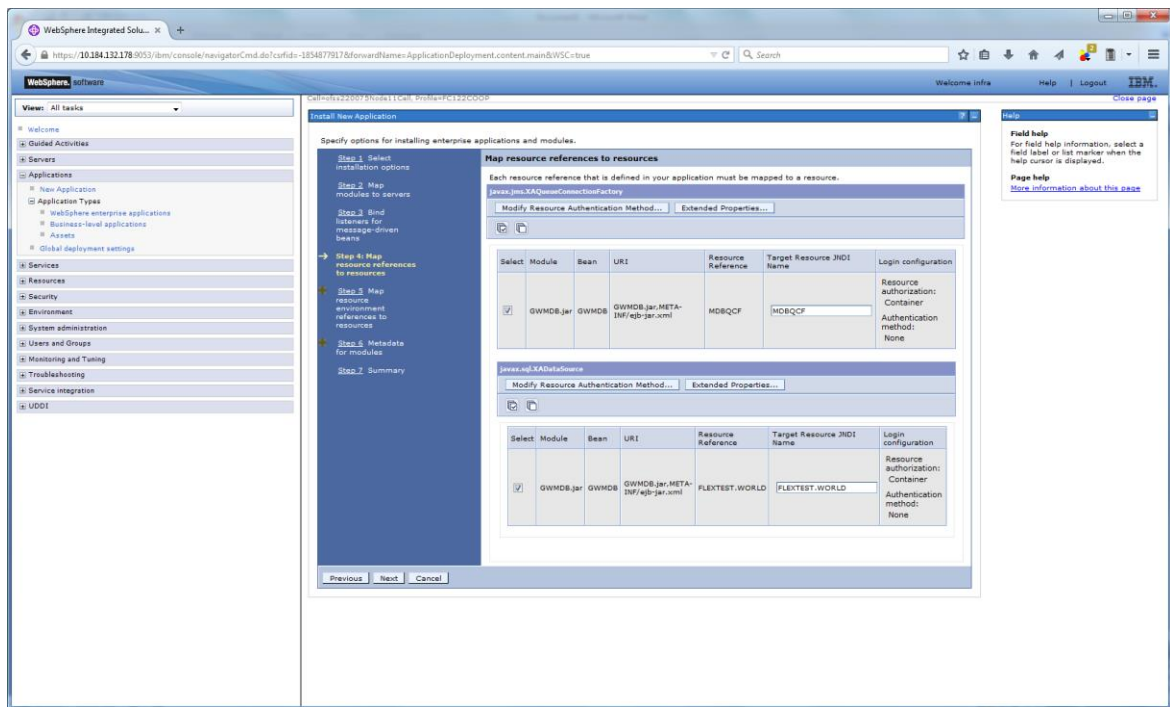 WebSphere Integrated Solu...
https://10.184.132.178:9053/ibm/console/navigatorCmd.do?csrfid=-1854877917&forwardName=ApplicationDeployment.content.main&WSC=true
Search
2
WebSphere. software
Welcome infra
Help | Logout
IBM.
Close page
View: All tasks
Welcome
Guided Activities
Servers
Applications
New Application
Application Types
WebSphere enterprise applications
Business-level applications
Assets
Global deployment settings
Services
Resources
Security
Environment
System administration
Users and Groups
Monitoring and Tuning
Troubleshooting
Service integration
UDDI
Install New Application
Specify options for installing enterprise applications and modules.
Step 1 Select
installation options
Step 2 Map
modules to servers
Step 3 Bind
listeners for
message-driven
beans
Step 4: Map
resource references
to resources
Step 5 Map
resource
environment
references to
resources
Step 6 Metadata
for modules
Step 7 Summary
Map resource references to resources
Each resource reference that is defined in your application must be mapped to a resource.
javax.jms.XAQueueConnectionFactory
Modify Resource Authentication Method... Extended Properties...
Select Module Bean URI Resource Reference Target Resource JNDI Name Login configuration
GWMDB.jar GWMDB GWMDB.jar,META-INF/ejb-jar.xml MDBQCF MDBQCF
Resource
authorization:
Container
Authentication
method:
None
javax.sql.XADataSource
Modify Resource Authentication Method... Extended Properties...
Select Module Bean URI Resource Reference Target Resource JNDI Name Login configuration
GWMDB.jar GWMDB GWMDB.jar,META-INF/ejb-jar.xml FLEXTEST.WORLD FLEXTEST.WORLD
Resource
authorization:
Container
Authentication
method:
None
Previous Next Cancel
Help
Field help
For field help information, select a
field label or list marker when the
help cursor is displayed.
Page help
More information about this page